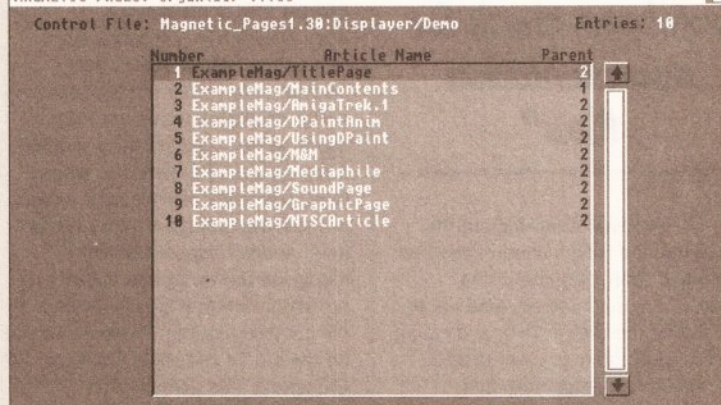 Control File: Magnetic_Pages1.30:Displayer/Demo Entries: 10
Number Article Name Parent
1 ExampleMag/TitlePage 2
2 ExampleMag/MainContents 1
3 ExampleMag/AmigaTrek.1 2
4 ExampleMag/DPaintAnim 2
5 ExampleMag/UsingDPaint 2
6 ExampleMag/M&M 2
7 ExampleMag/Mediaphile 2
8 ExampleMag/SoundPage 2
9 ExampleMag/GraphicPage 2
10 ExampleMag/NTSCArticle 2